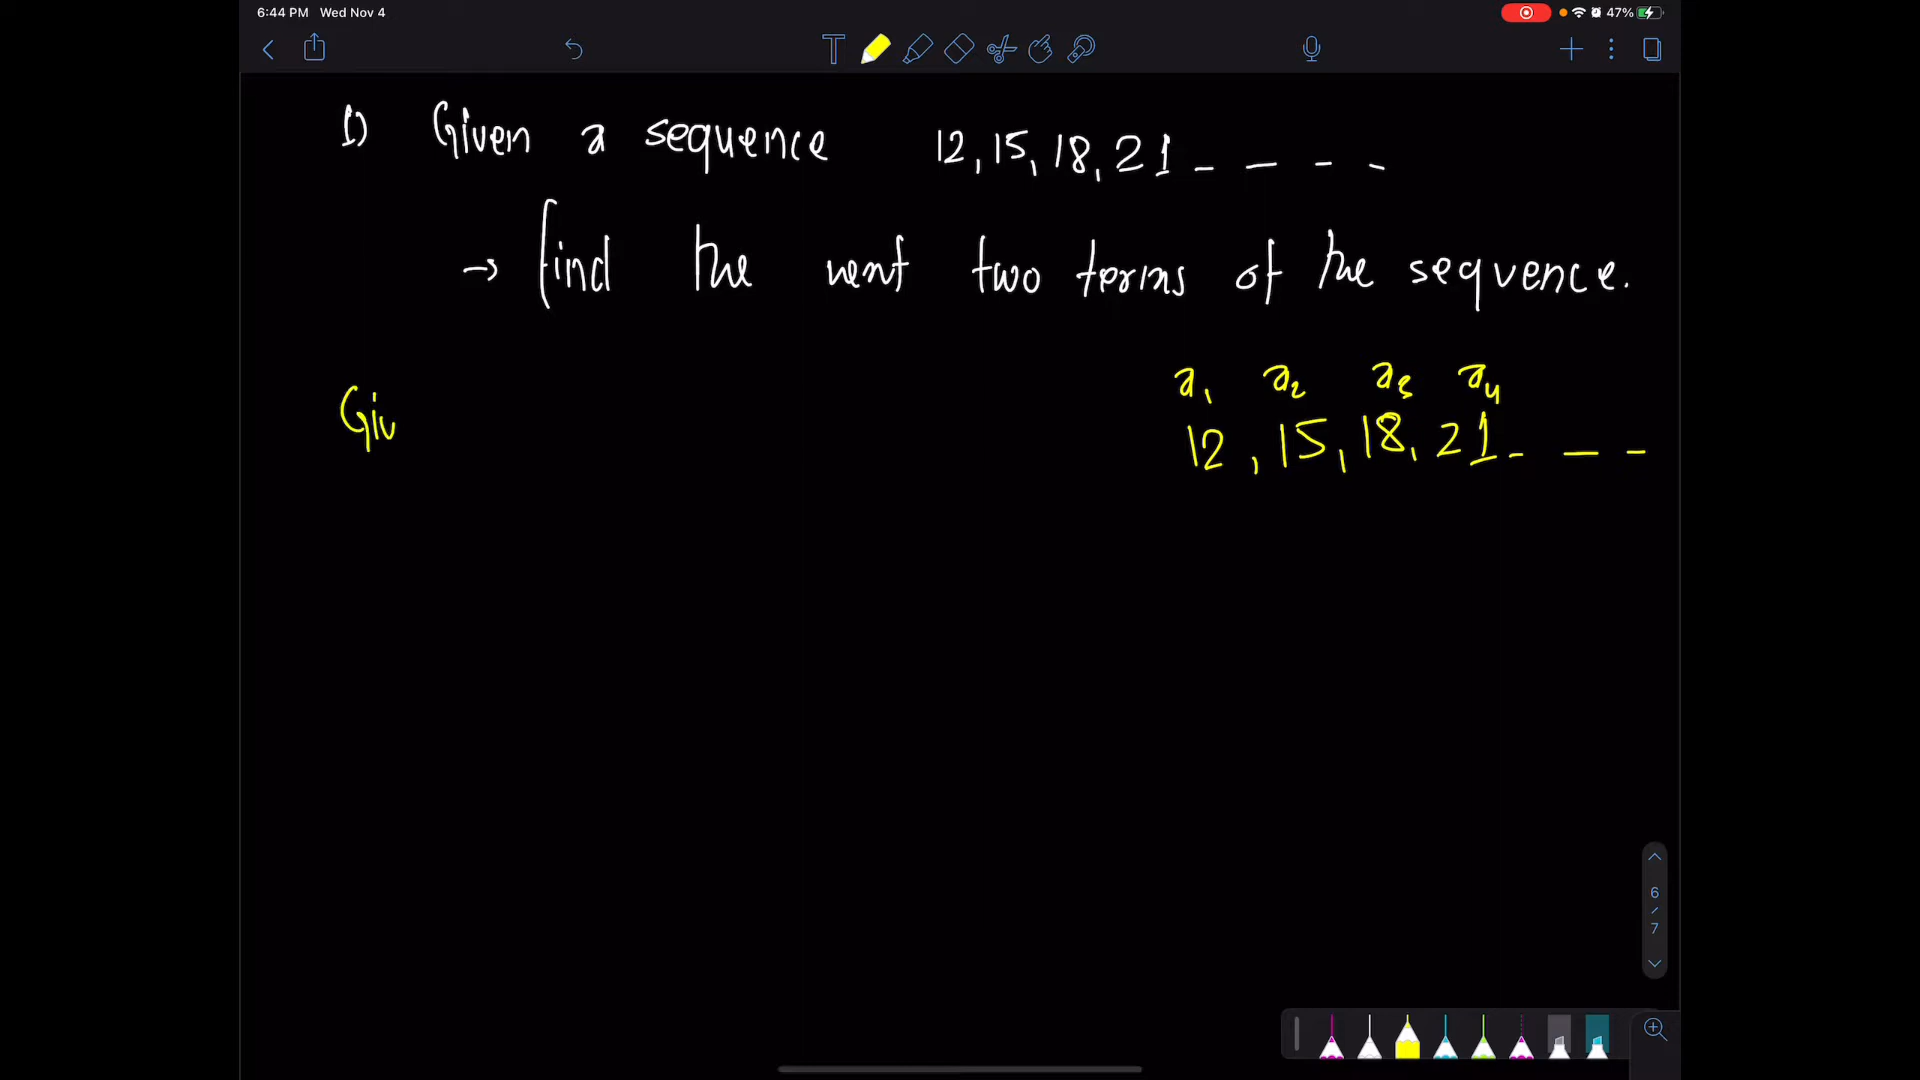 6:44 PM Wed Nov 4 47%
1) Given a sequence 12, 15, 18, 21 - - - -
→ find the next two terms of the sequence.
a1 a2 a3 a4
Giv 12, 15, 18, 21 - - -
6
/
7